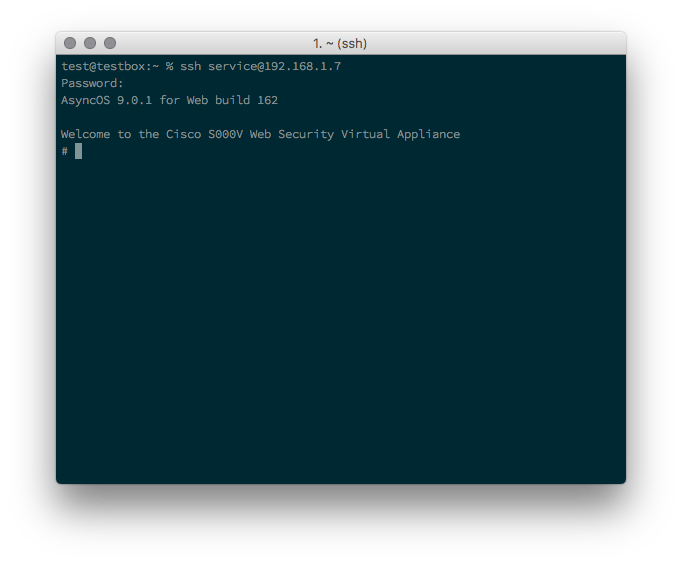 1. ~ (ssh)
test@testbox:~ % ssh service@192.168.1.7
Password:
AsyncOS 9.0.1 for Web build 162
Welcome to the Cisco S000V Web Security Virtual Appliance
#